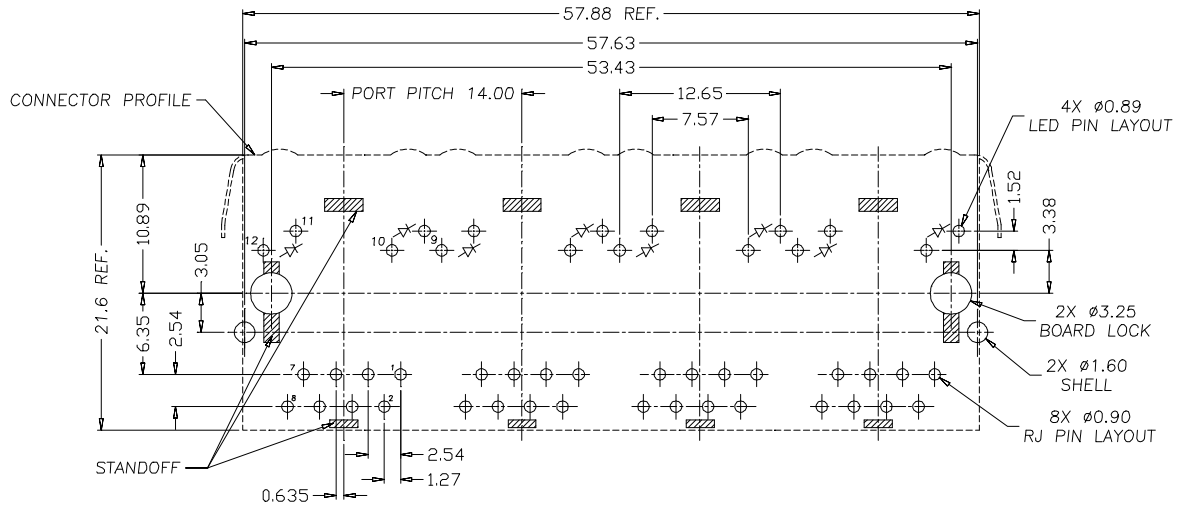 57.88 REF.
57.63
53.43
CONNECTOR PROFILE
PORT PITCH 14.00
12.65
7.57
4X ø0.89
LED PIN LAYOUT
1.52
3.38
21.6 REF.
10.89
3.05
6.35
2.54
12
11
10
9
2X ø3.25
BOARD LOCK
2X ø1.60
SHELL
7
1
8
2
8X ø0.90
RJ PIN LAYOUT
STANDOFF
2.54
1.27
0.635